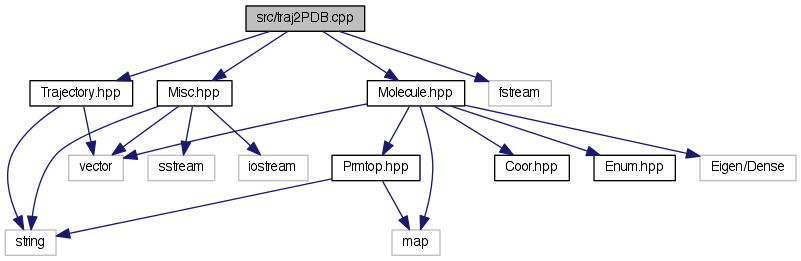 src/traj2PDB.cpp
Trajectory.hpp
Misc.hpp
Molecule.hpp
fstream
vector
sstream
iostream
Prmtop.hpp
Coor.hpp
Enum.hpp
Eigen/Dense
string
map